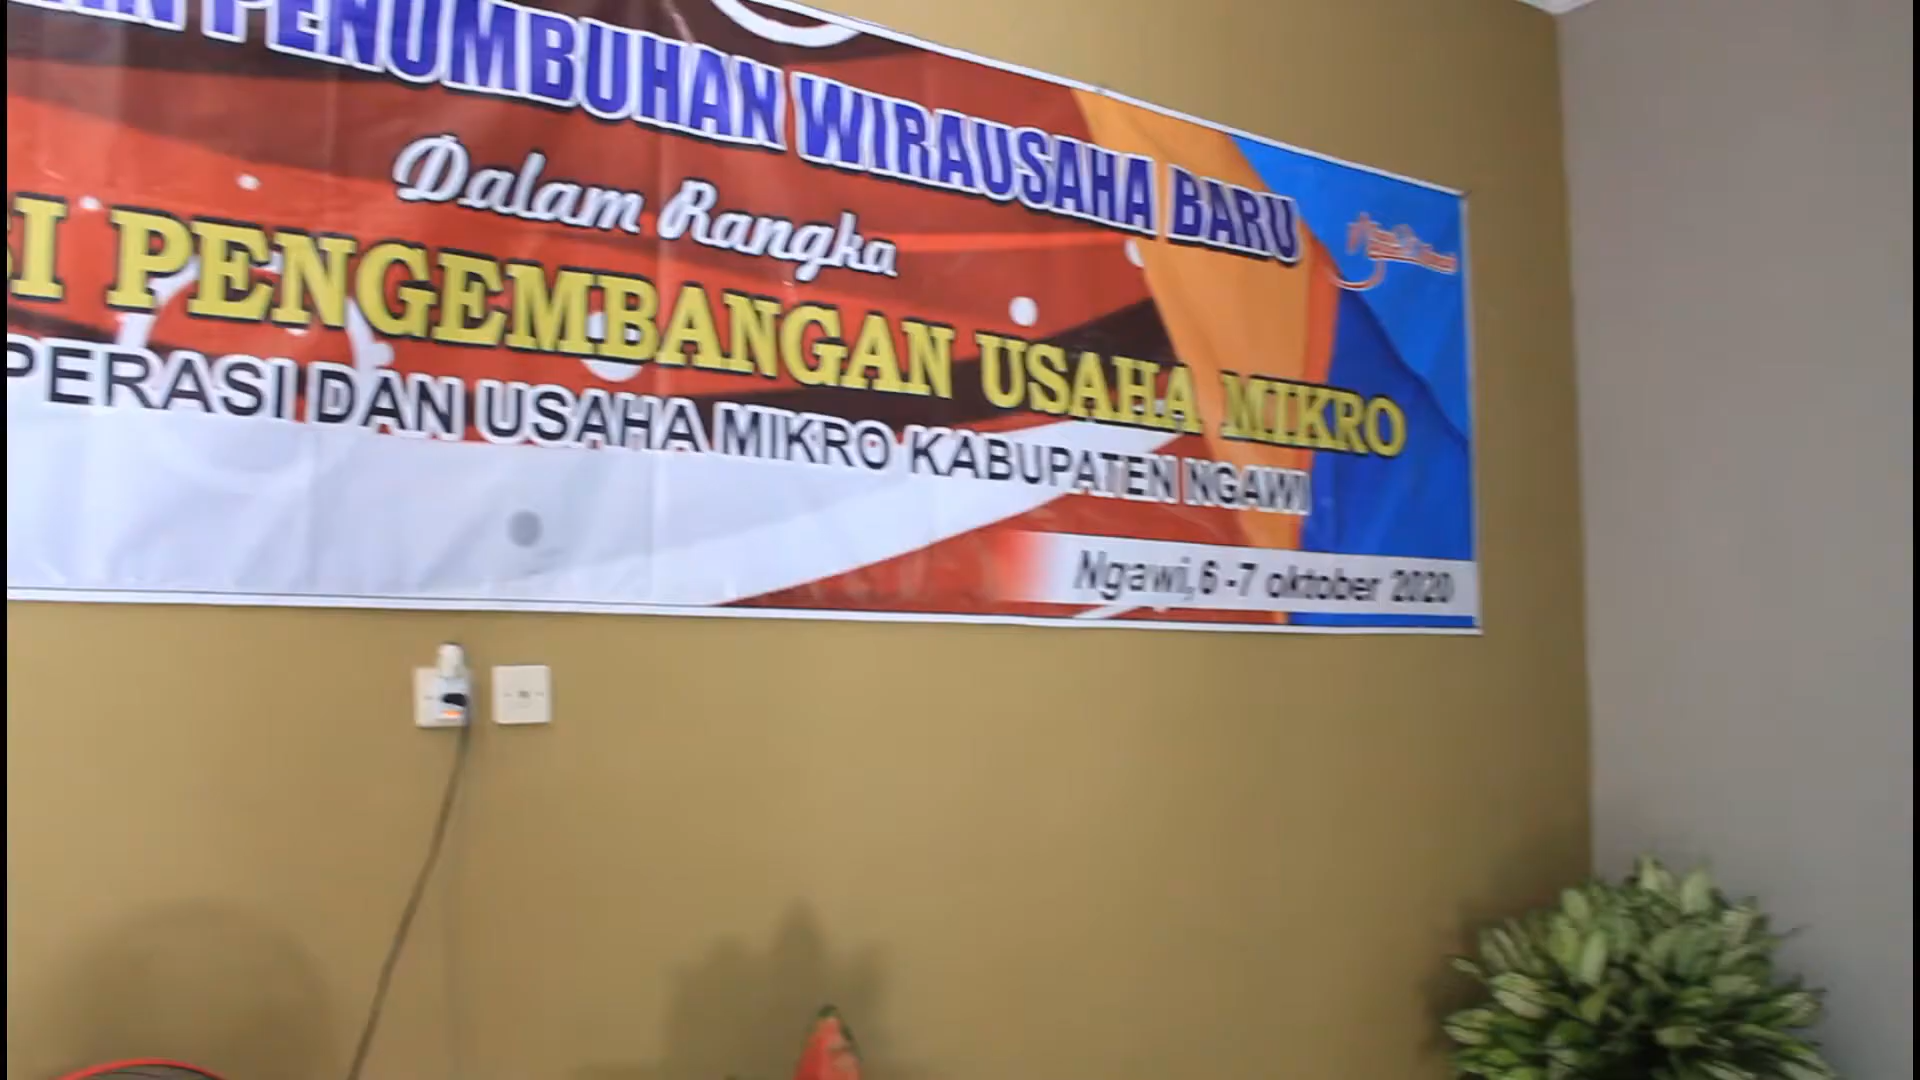 PENUMBUHAN WIRAUSAHA BARU
Dalam Rangka
PENGEMBANGAN USAHA MIKRO
PERASI DAN USAHA MIKRO KABUPATEN NGAWI
Ngawi, 6 -7 oktober 2020